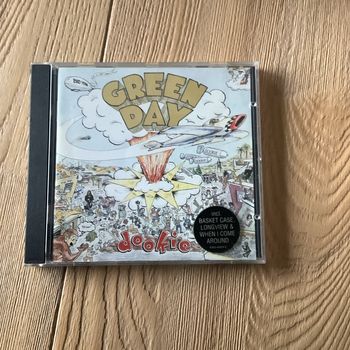 GREEN
DAY
dookie
BASKET CASE,
LONGVIEW &
WHEN I COME
AROUND